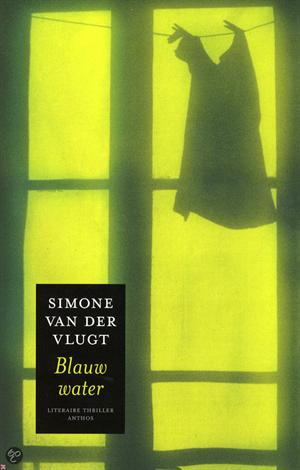 SIMONE
VAN DER
VLUGT
Blauw
water
LITERAIRE THRILLER
ANTHOS